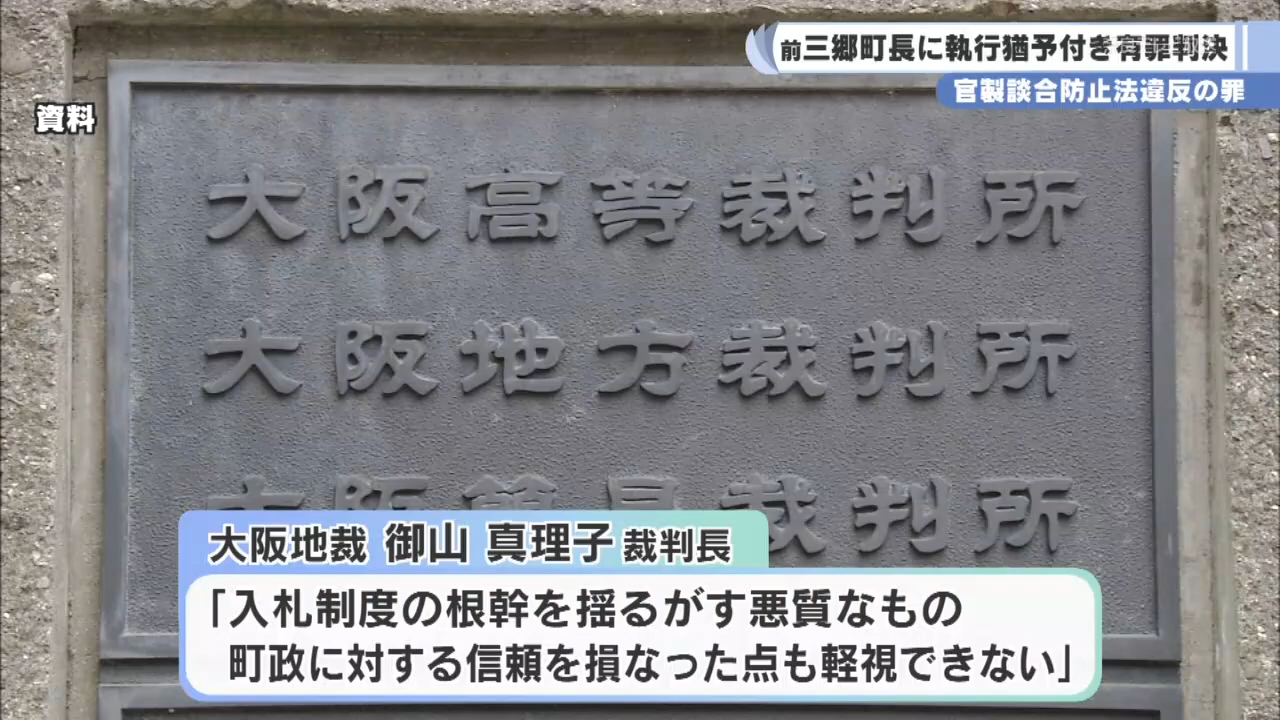 前三郷町長に執行猶予付き有罪判決
官製談合防止法違反の罪
資料
大阪高等裁判所
大阪地方裁判所
大阪簡易裁判所
大阪地裁 御山 真理子 裁判長
「入札制度の根幹を揺るがす悪質なもの
町政に対する信頼を損なった点も軽視できない」